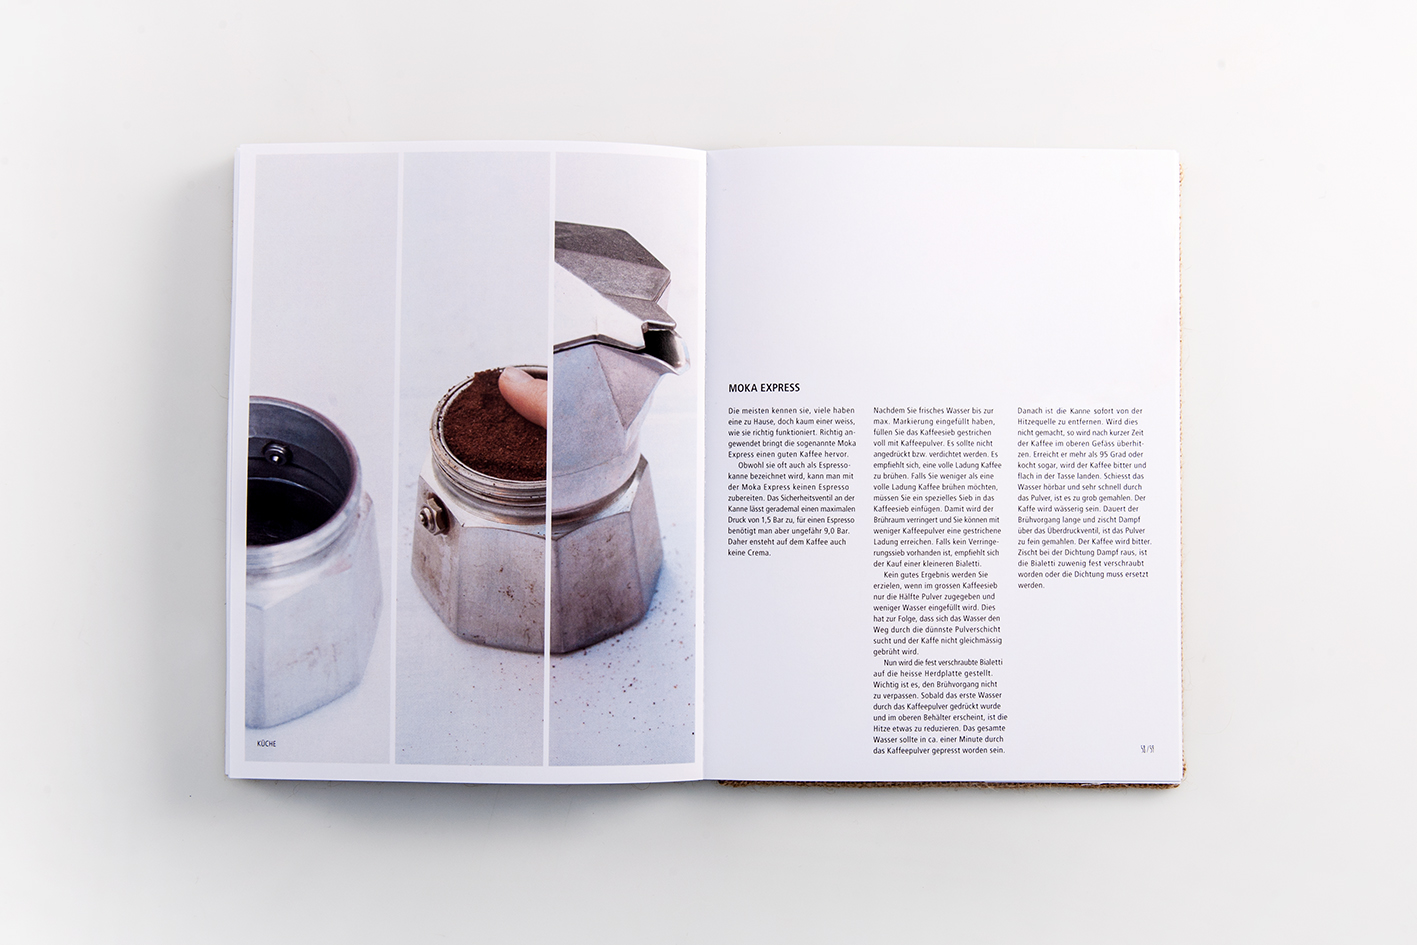 KÜCHE
MOKA EXPRESS
Die meisten kennen sie, viele haben
eine zu Hause, doch kaum einer weiss,
wie sie richtig funktioniert. Richtig an-
gewendet bringt die sogenannte Moka
Express einen guten Kaffee hervor.
Obwohl sie oft auch als Espresso-
kanne bezeichnet wird, kann man mit
der Moka Express keinen Espresso
zubereiten. Das Sicherheitsventil an der
Kanne lässt gerademal einen maximalen
Druck von 1,5 Bar zu, für einen Espresso
benötigt man aber ungefähr 9,0 Bar.
Daher ensteht auf dem Kaffee auch
keine Crema.
Nachdem Sie frisches Wasser bis zur
max. Markierung eingefüllt haben,
füllen Sie das Kaffeesieb gestrichen
voll mit Kaffeepulver. Es sollte nicht
angedrückt bzw. verdichtet werden. Es
empfiehlt sich, eine volle Ladung Kaffee
zu brühen. Falls Sie weniger als eine
volle Ladung Kaffee brühen möchten,
müssen Sie ein spezielles Sieb in das
Kaffeesieb einfügen. Damit wird der
Brühraum verringert und Sie können mit
weniger Kaffeepulver eine gestrichene
Ladung erreichen. Falls kein Verringe-
rungssieb vorhanden ist, empfiehlt sich
der Kauf einer kleineren Bialetti.
Kein gutes Ergebnis werden Sie
erzielen, wenn im grossen Kaffeesieb
nur die Hälfte Pulver zugegeben und
weniger Wasser eingefüllt wird. Dies
hat zur Folge, dass sich das Wasser den
Weg durch die dünnste Pulverschicht
sucht und der Kaffe nicht gleichmässig
gebrüht wird.
Nun wird die fest verschraubte Bialetti
auf die heisse Herdplatte gestellt.
Wichtig ist es, den Brühvorgang nicht
zu verpassen. Sobald das erste Wasser
durch das Kaffeepulver gedrückt wurde
und im oberen Behälter erscheint, ist die
Hitze etwas zu reduzieren. Das gesamte
Wasser sollte in ca. einer Minute durch
das Kaffeepulver gepresst worden sein.
Danach ist die Kanne sofort von der
Hitzequelle zu entfernen. Wird dies
nicht gemacht, so wird nach kurzer Zeit
der Kaffee im oberen Gefäss überhit-
zen. Erreicht er mehr als 95 Grad oder
kocht sogar, wird der Kaffee bitter und
flach in der Tasse landen. Schiesst das
Wasser hörbar und sehr schnell durch
das Pulver, ist es zu grob gemahlen. Der
Kaffe wird wässerig sein. Dauert der
Brühvorgang lange und zischt Dampf
über das Überdruckventil, ist das Pulver
zu fein gemahlen. Der Kaffee wird bitter.
Zischt bei der Dichtung Dampf raus, ist
die Bialetti zuwenig fest verschraubt
worden oder die Dichtung muss ersetzt
werden.